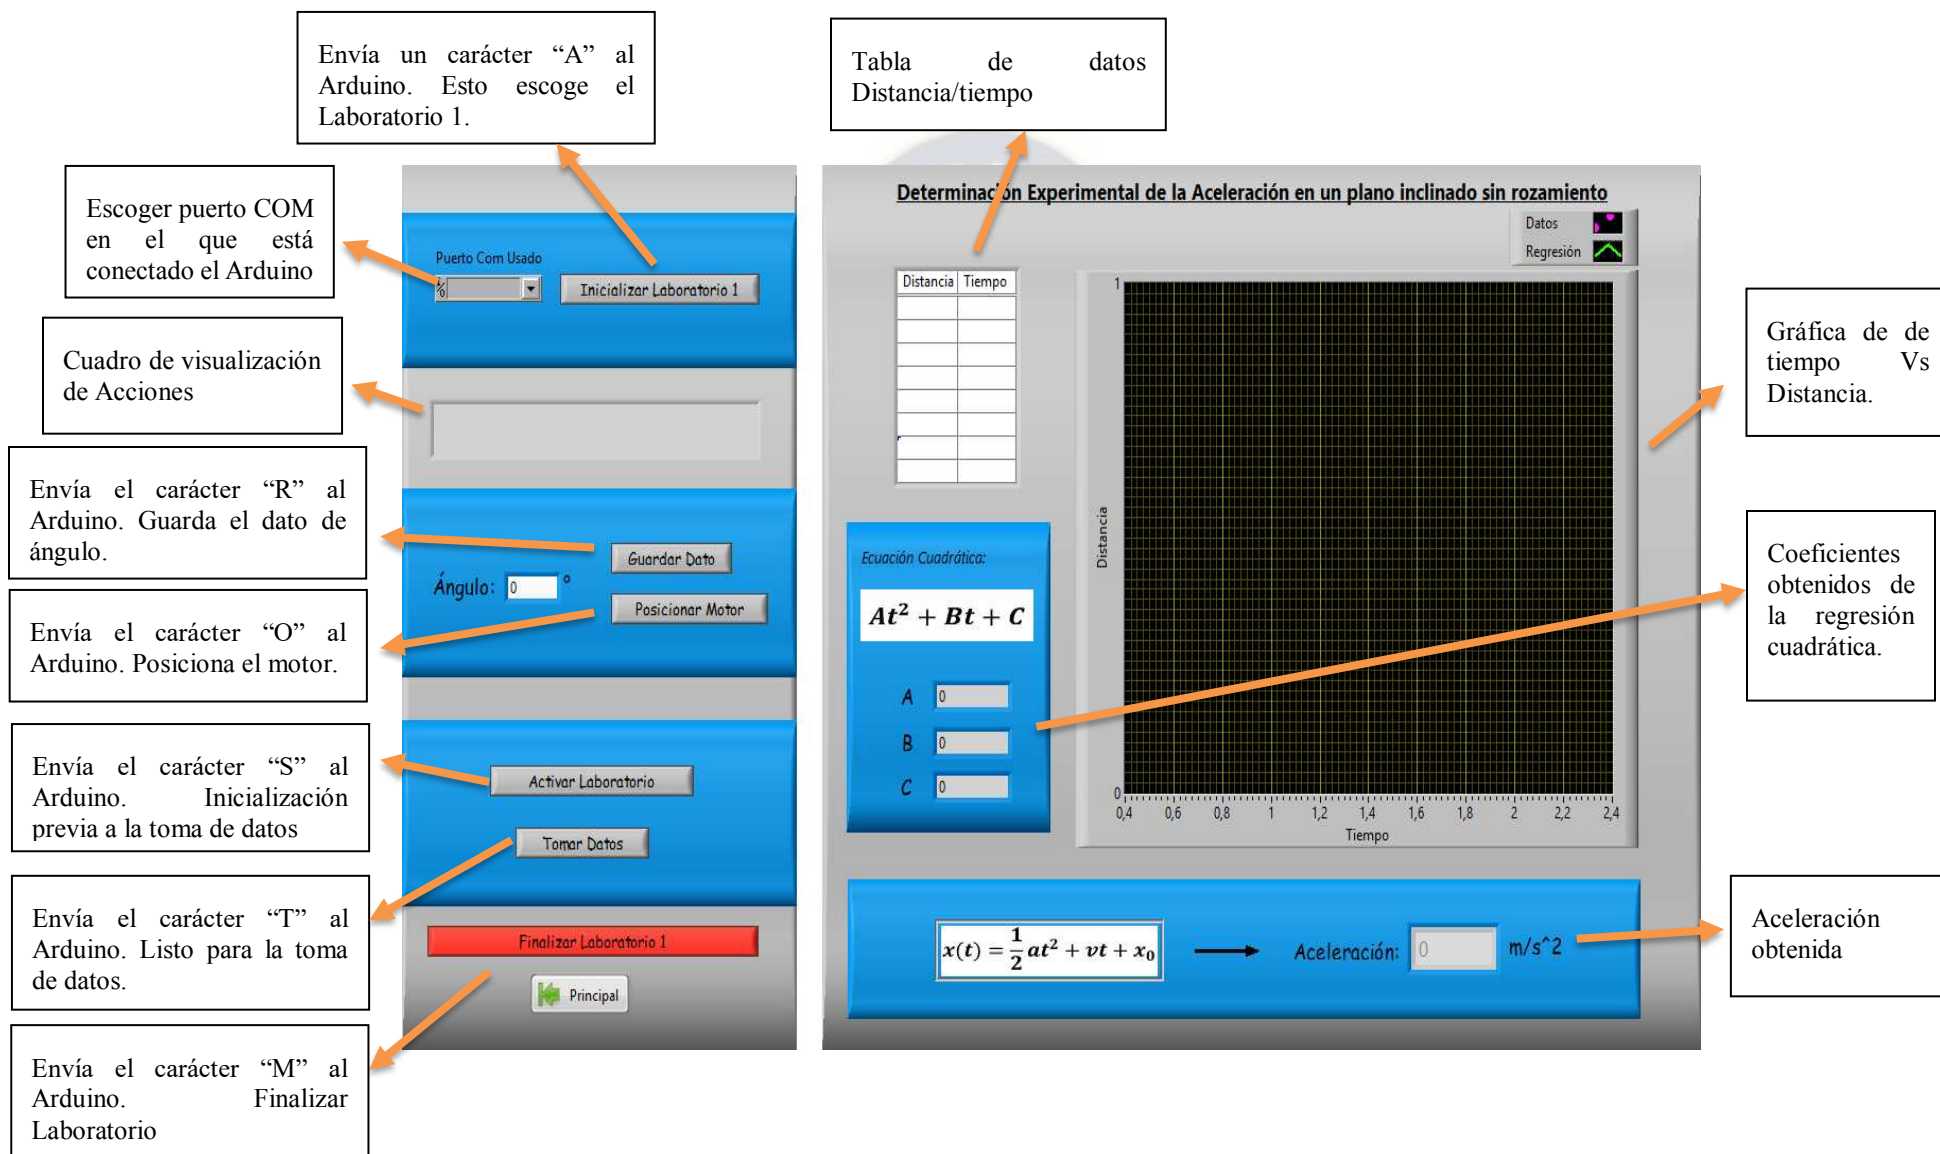 Envía un carácter “A” al
Arduino. Esto escoge el
Laboratorio 1.
Tabla de datos
Distancia/tiempo
Escoger puerto COM
en el que está
conectado el Arduino
Cuadro de visualización
de Acciones
Envía el carácter “R” al
Arduino. Guarda el dato de
ángulo.
Envía el carácter “O” al
Arduino. Posiciona el motor.
Envía el carácter “S” al
Arduino. Inicialización
previa a la toma de datos
Envía el carácter “T” al
Arduino. Listo para la toma
de datos.
Envía el carácter “M” al
Arduino. Finalizar
Laboratorio
Puerto Com Usado
Inicializar Laboratorio 1
Guardar Dato
Ángulo: 0 °
Posicionar Motor
Activar Laboratorio
Tomar Datos
Finalizar Laboratorio 1
Principal
Determinación Experimental de la Aceleración en un plano inclinado sin rozamiento
Datos
Regresión
Distancia Tiempo
Ecuación Cuadrática:
At² + Bt + C
A 0
B 0
C 0
1
Distancia
0
0,4 0,6 0,8 1 1,2 1,4 1,6 1,8 2 2,2 2,4
Tiempo
x(t) = 1/2 at² + vt + x₀
Aceleración: 0 m/s^2
Gráfica de de
tiempo Vs
Distancia.
Coeficientes
obtenidos de
la regresión
cuadrática.
Aceleración
obtenida